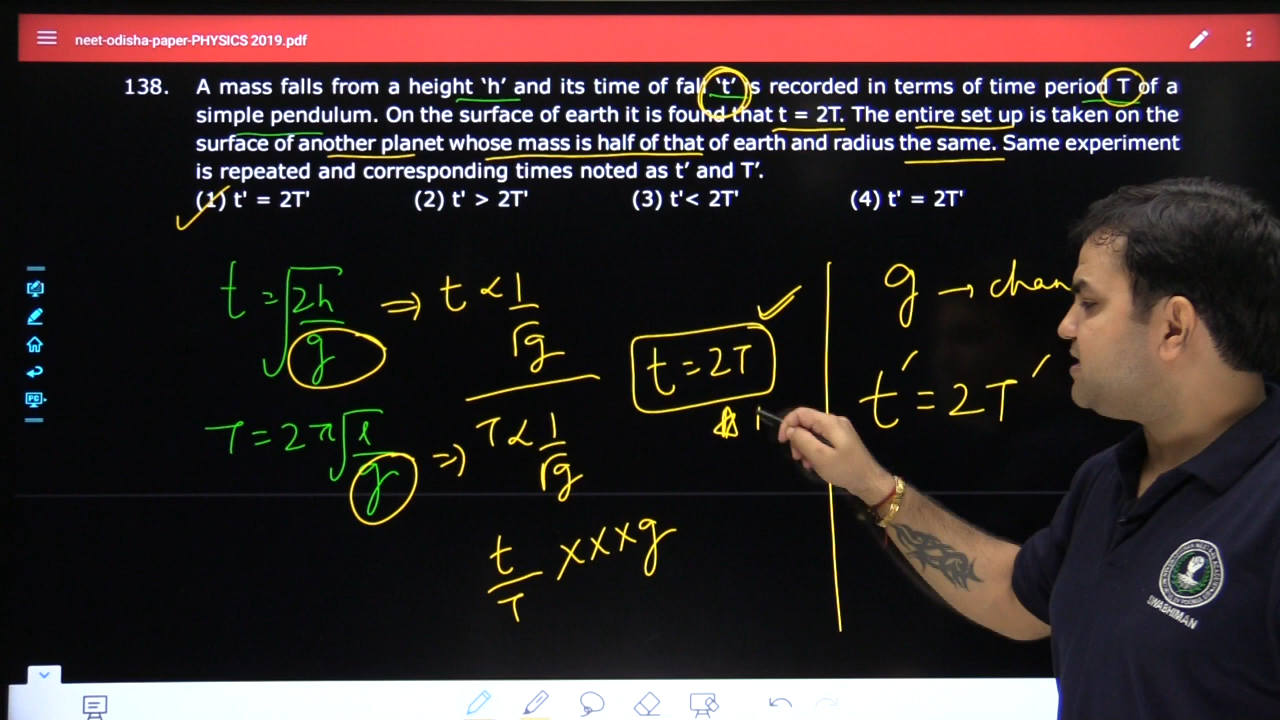 neet-odisha-paper-PHYSICS 2019.pdf
138. A mass falls from a height ‘h’ and its time of fall ‘t’ is recorded in terms of time period T of a
simple pendulum. On the surface of earth it is found that t = 2T. The entire set up is taken on the
surface of another planet whose mass is half of that of earth and radius the same. Same experiment
is repeated and corresponding times noted as t’ and T’.
(1) t' = 2T' (2) t' > 2T' (3) t'< 2T' (4) t' = 2T'
t = √2h/g ⇒ t ∝ 1/√g
t = 2T
g → chan
t' = 2T'
T = 2π√l/g ⇒ T ∝ 1/√g
t/T XXX g
SWABHIMAN